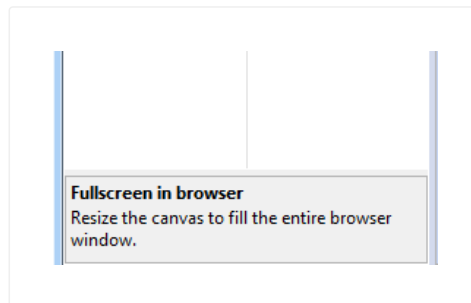 Fullscreen in browser
Resize the canvas to fill the entire browser
window.